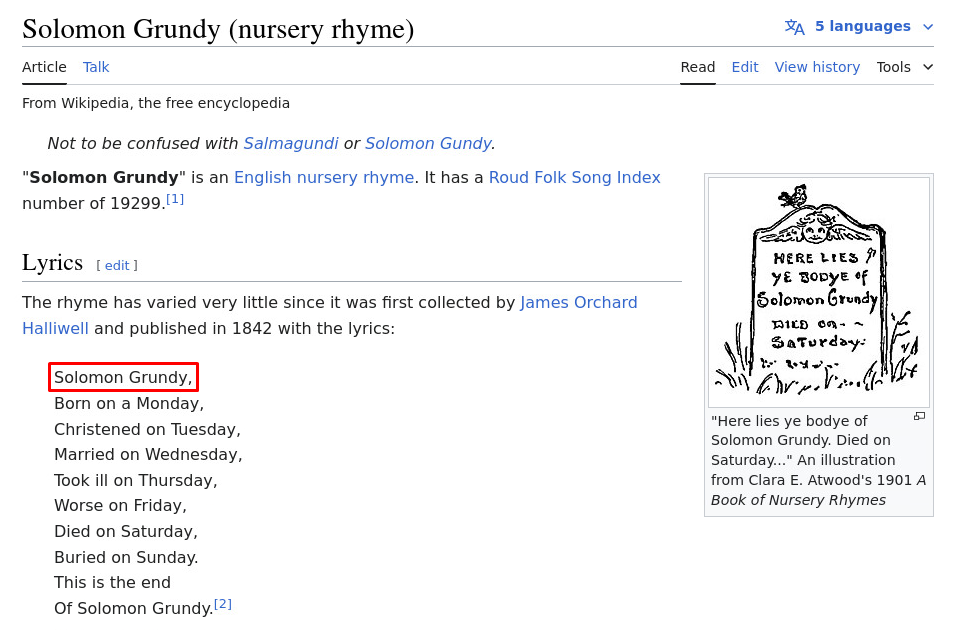 Solomon Grundy (nursery rhyme)
5 languages
Article Talk
Read Edit View history Tools
From Wikipedia, the free encyclopedia
Not to be confused with Salmagundi or Solomon Gundy.
"Solomon Grundy" is an English nursery rhyme. It has a Roud Folk Song Index
number of 19299.[1]
Lyrics [ edit ]
The rhyme has varied very little since it was first collected by James Orchard
Halliwell and published in 1842 with the lyrics:
Solomon Grundy,
Born on a Monday,
Christened on Tuesday,
Married on Wednesday,
Took ill on Thursday,
Worse on Friday,
Died on Saturday,
Buried on Sunday.
This is the end
Of Solomon Grundy.[2]
HERE LIES
YE BODYE of
Solomon Grundy
DIED on--
Saturday:
"Here lies ye bodye of
Solomon Grundy. Died on
Saturday..." An illustration
from Clara E. Atwood's 1901 A
Book of Nursery Rhymes